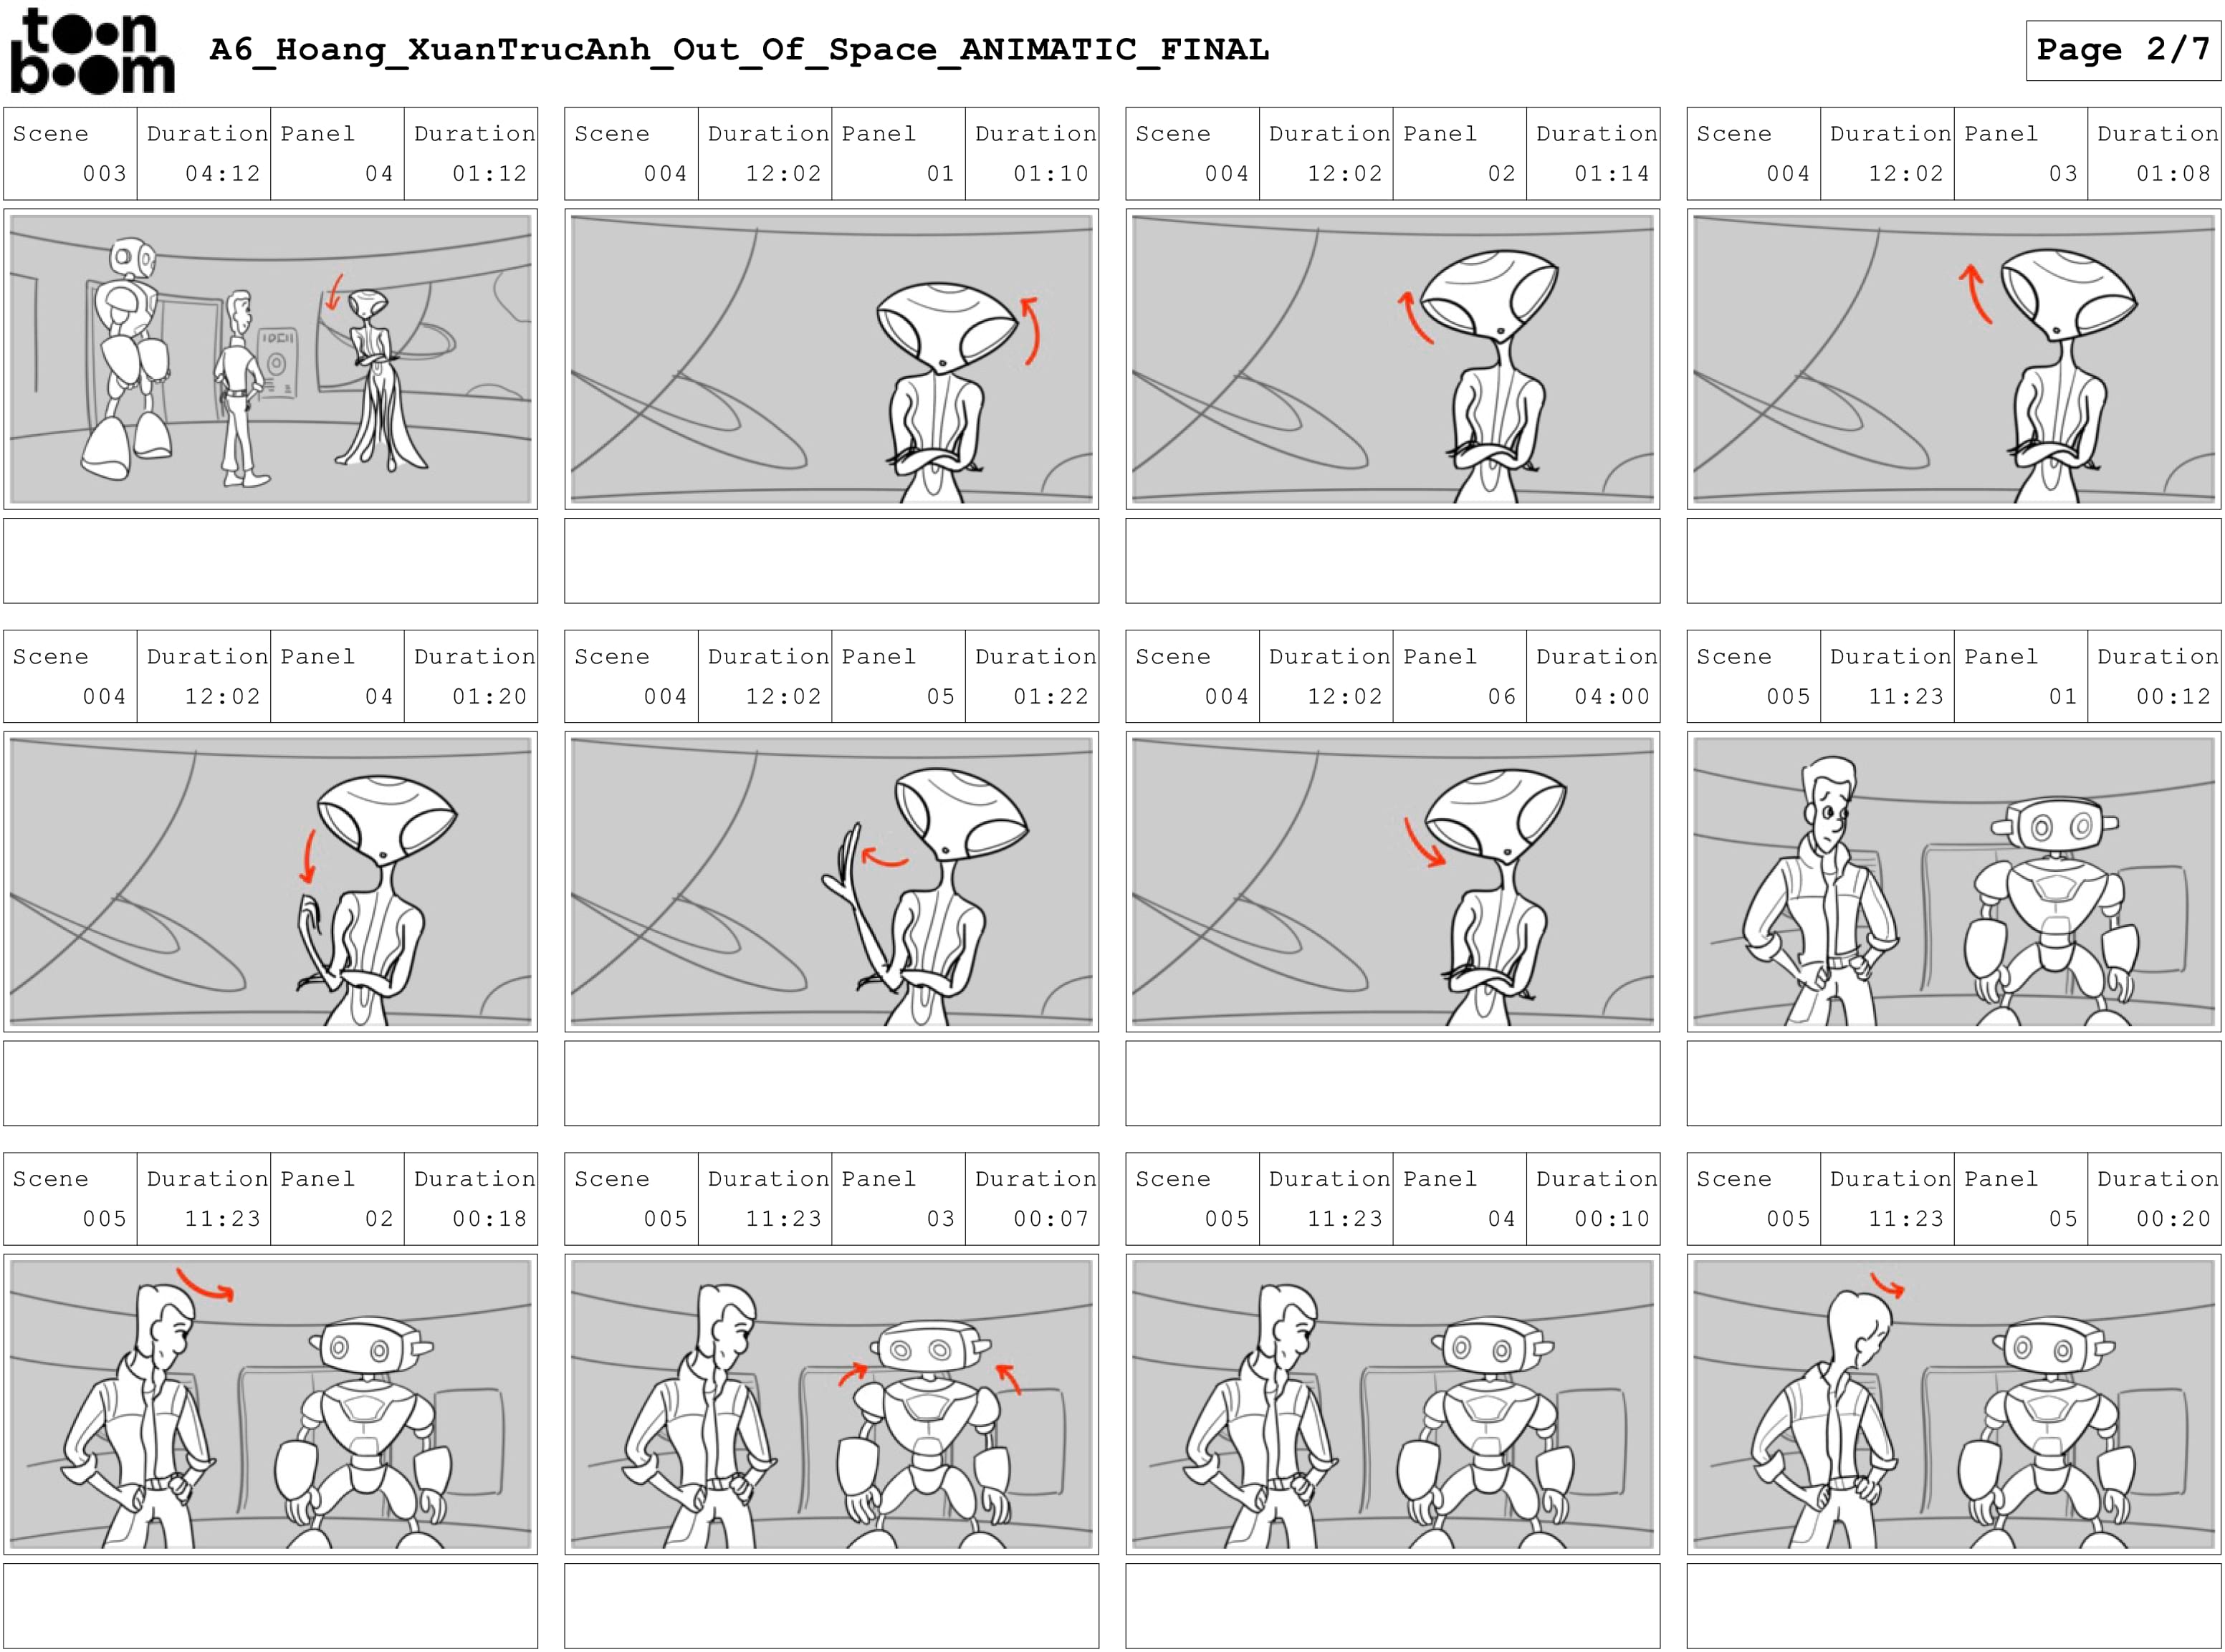 toon
boom
A6_Hoang_XuanTrucAnh_Out_Of_Space_ANIMATIC_FINAL
Page 2/7
Scene Duration Panel Duration Scene Duration Panel Duration Scene Duration Panel Duration Scene Duration Panel Duration
003 04:12 04 01:12 004 12:02 01 01:10 004 12:02 02 01:14 004 12:02 03 01:08
Scene Duration Panel Duration Scene Duration Panel Duration Scene Duration Panel Duration Scene Duration Panel Duration
004 12:02 04 01:20 004 12:02 05 01:22 004 12:02 06 04:00 005 11:23 01 00:12
Scene Duration Panel Duration Scene Duration Panel Duration Scene Duration Panel Duration Scene Duration Panel Duration
005 11:23 02 00:18 005 11:23 03 00:07 005 11:23 04 00:10 005 11:23 05 00:20